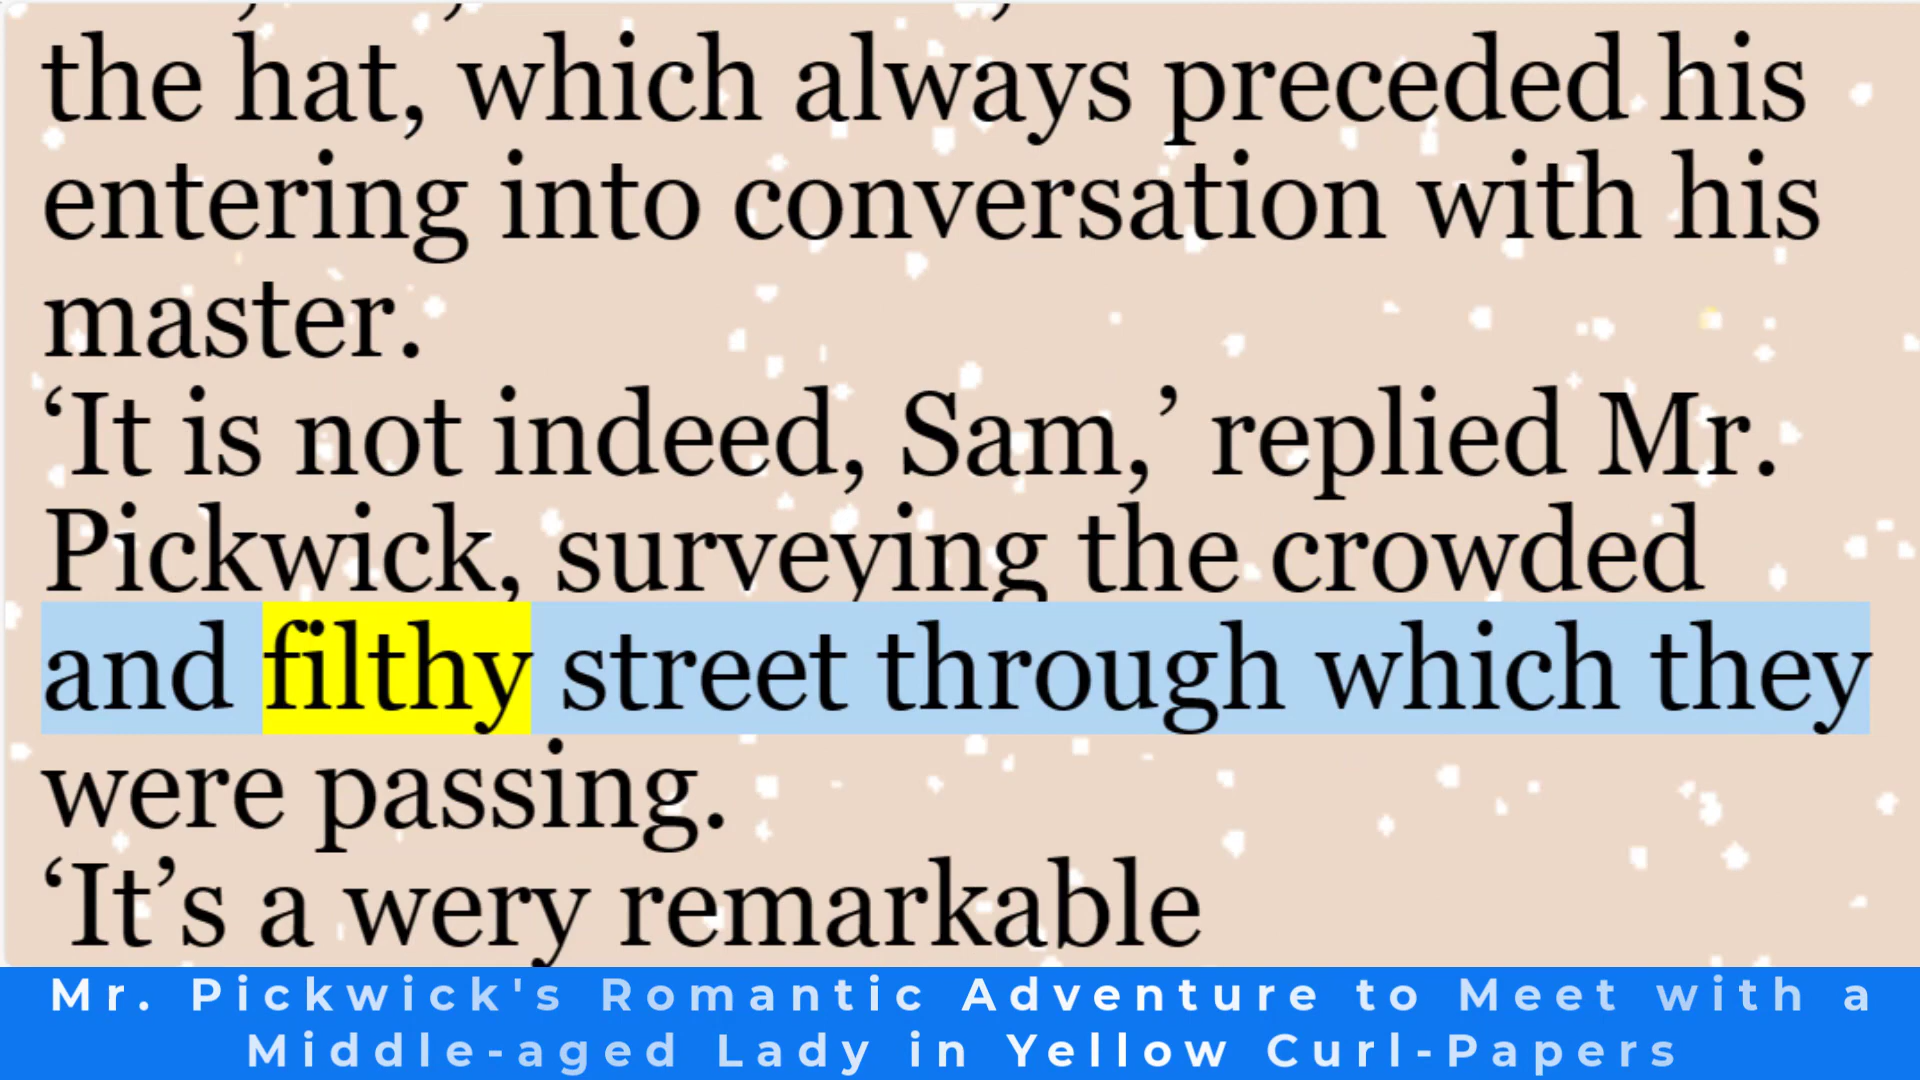 the hat, which always preceded his
entering into conversation with his
master.
‘It is not indeed, Sam,’ replied Mr.
Pickwick, surveying the crowded
and filthy street through which they
were passing.
‘It’s a wery remarkable
Mr. Pickwick's Romantic Adventure to Meet with a
Middle-aged Lady in Yellow Curl-Papers